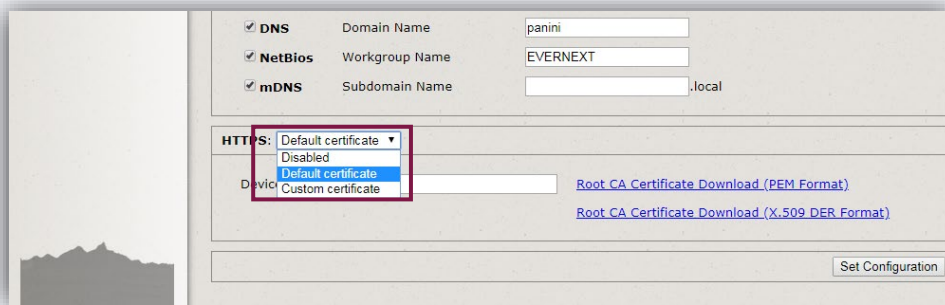 DNS Domain Name panini
NetBios Workgroup Name EVERNEXT
mDNS Subdomain Name .local
HTTPS: Default certificate
Disabled
Default certificate
Custom certificate
Root CA Certificate Download (PEM Format)
Root CA Certificate Download (X.509 DER Format)
Set Configuration